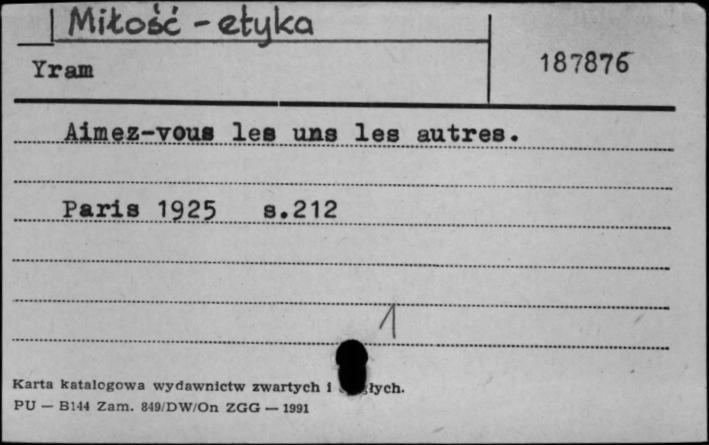 Miłość - etyka
Yram 187876
Aimez-vous les uns les autres.
Paris 1925 s.212
1
Karta katalogowa wydawnictw zwartych i
PU — B144 Zam. 849/DW/On ZGG — 1991